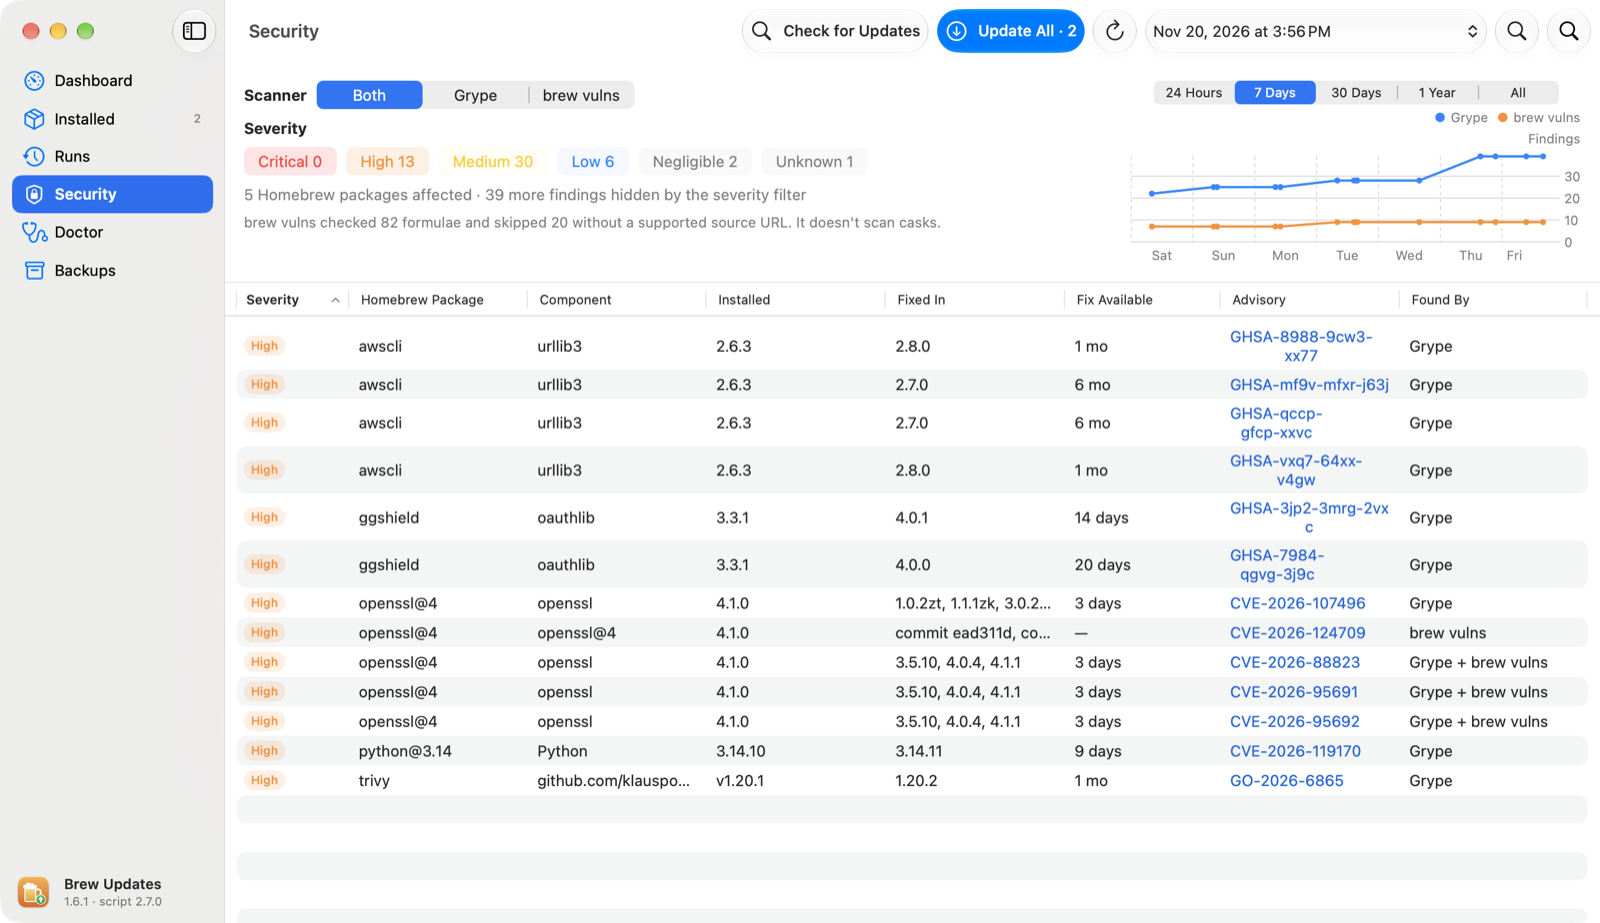 Security
Check for Updates
Update All · 2
Nov 20, 2026 at 3:56 PM
Dashboard
Installed 2
Runs
Security
Doctor
Backups
Brew Updates
1.6.1 · script 2.7.0
Scanner Both Grype brew vulns
Severity
Critical 0 High 13 Medium 30 Low 6 Negligible 2 Unknown 1
5 Homebrew packages affected · 39 more findings hidden by the severity filter
brew vulns checked 82 formulae and skipped 20 without a supported source URL. It doesn't scan casks.
24 Hours 7 Days 30 Days 1 Year All
Grype brew vulns
Findings
30
20
10
0
Sat Sun Mon Tue Wed Thu Fri
Severity Homebrew Package Component Installed Fixed In Fix Available Advisory Found By
High awscli urllib3 2.6.3 2.8.0 1 mo GHSA-8988-9cw3-
xx77 Grype
High awscli urllib3 2.6.3 2.7.0 6 mo GHSA-mf9v-mfxr-j63j Grype
High awscli urllib3 2.6.3 2.7.0 6 mo GHSA-qccp-
gfcp-xxvc Grype
High awscli urllib3 2.6.3 2.8.0 1 mo GHSA-vxq7-64xx-
v4gw Grype
High ggshield oauthlib 3.3.1 4.0.1 14 days GHSA-3jp2-3mrg-2vx
c Grype
High ggshield oauthlib 3.3.1 4.0.0 20 days GHSA-7984-
qgvg-3j9c Grype
High openssl@4 openssl 4.1.0 1.0.2zt, 1.1.1zk, 3.0.2... 3 days CVE-2026-107496 Grype
High openssl@4 openssl@4 4.1.0 commit ead311d, co... — CVE-2026-124709 brew vulns
High openssl@4 openssl 4.1.0 3.5.10, 4.0.4, 4.1.1 3 days CVE-2026-88823 Grype + brew vulns
High openssl@4 openssl 4.1.0 3.5.10, 4.0.4, 4.1.1 3 days CVE-2026-95691 Grype + brew vulns
High openssl@4 openssl 4.1.0 3.5.10, 4.0.4, 4.1.1 3 days CVE-2026-95692 Grype + brew vulns
High python@3.14 Python 3.14.10 3.14.11 9 days CVE-2026-119170 Grype
High trivy github.com/klauspo... v1.20.1 1.20.2 1 mo GO-2026-6865 Grype